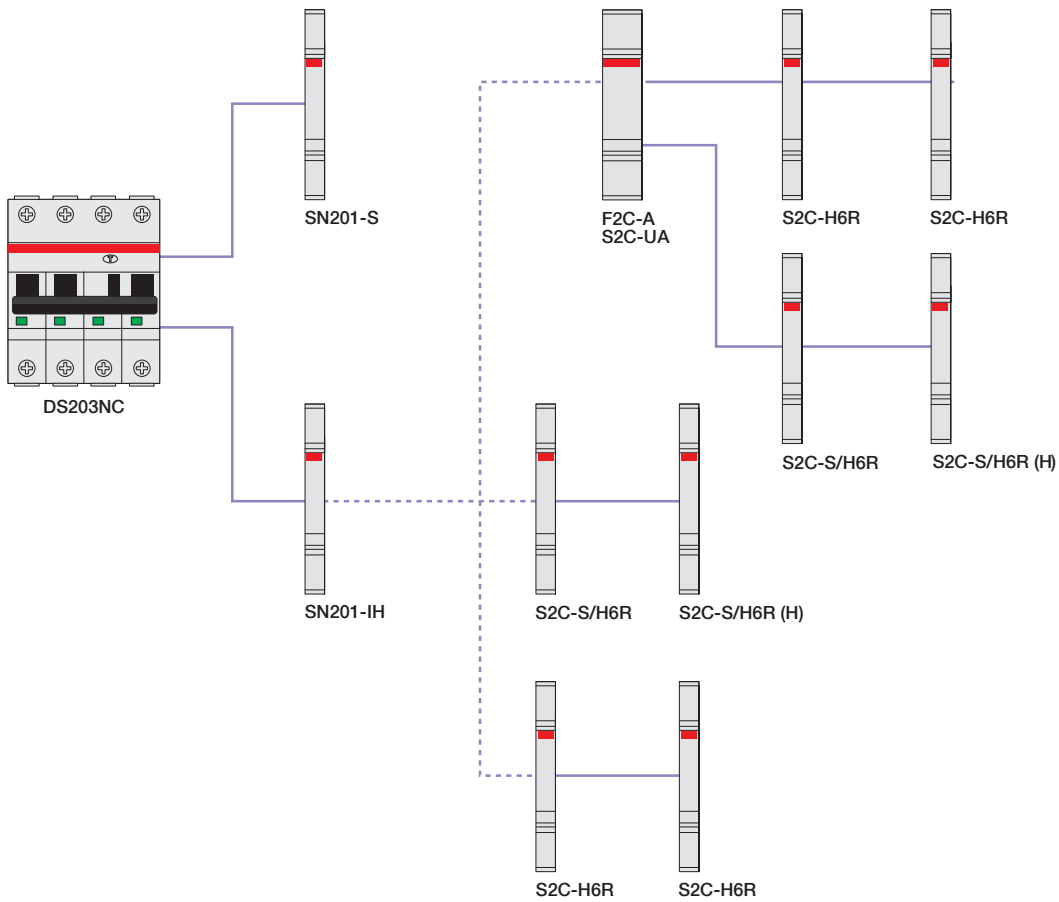 SN201-S
F2C-A
S2C-UA
S2C-H6R
S2C-H6R
DS203NC
S2C-S/H6R
S2C-S/H6R (H)
SN201-IH
S2C-S/H6R
S2C-S/H6R (H)
S2C-H6R
S2C-H6R